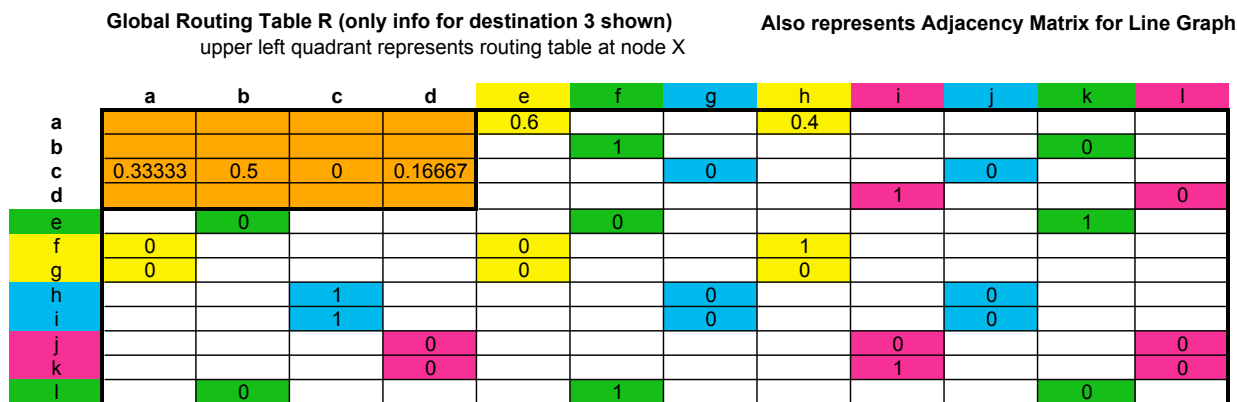 Global Routing Table R (only info for destination 3 shown) Also represents Adjacency Matrix for Line Graph
upper left quadrant represents routing table at node X
a b c d e f g h i j k l
a 0.6 0.4
b 1 0
c 0.33333 0.5 0 0.16667 0 0
d 1 0
e 0 0 1
f 0 0 1
g 0 0 0
h 1 0 0
i 1 0 0
j 0 0 0
k 0 1 0
l 0 1 0